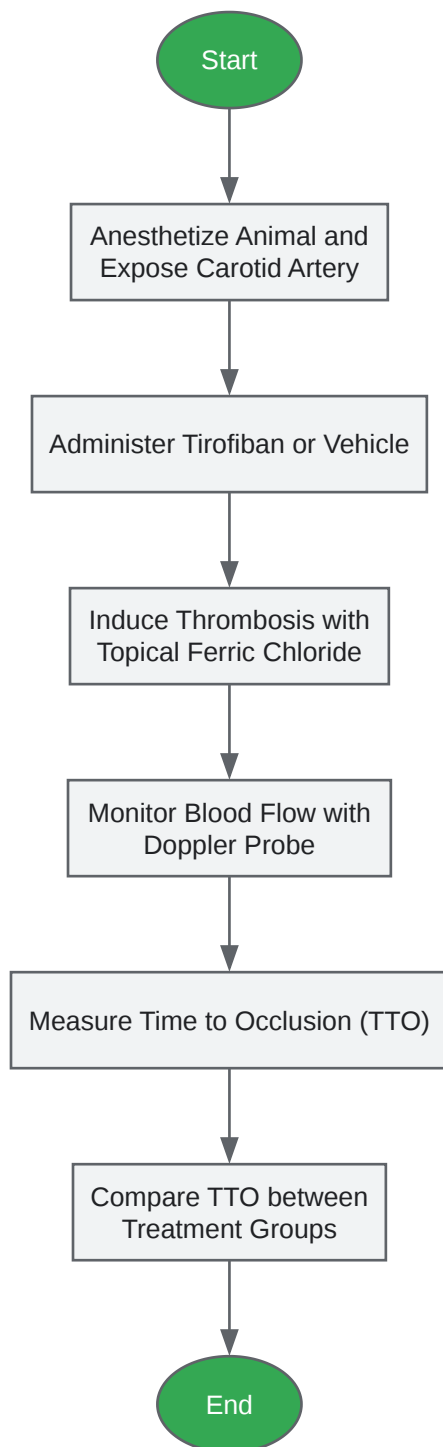 Start
Anesthetize Animal and
Expose Carotid Artery
Administer Tirofiban or Vehicle
Induce Thrombosis with
Topical Ferric Chloride
Monitor Blood Flow with
Doppler Probe
Measure Time to Occlusion (TTO)
Compare TTO between
Treatment Groups
End